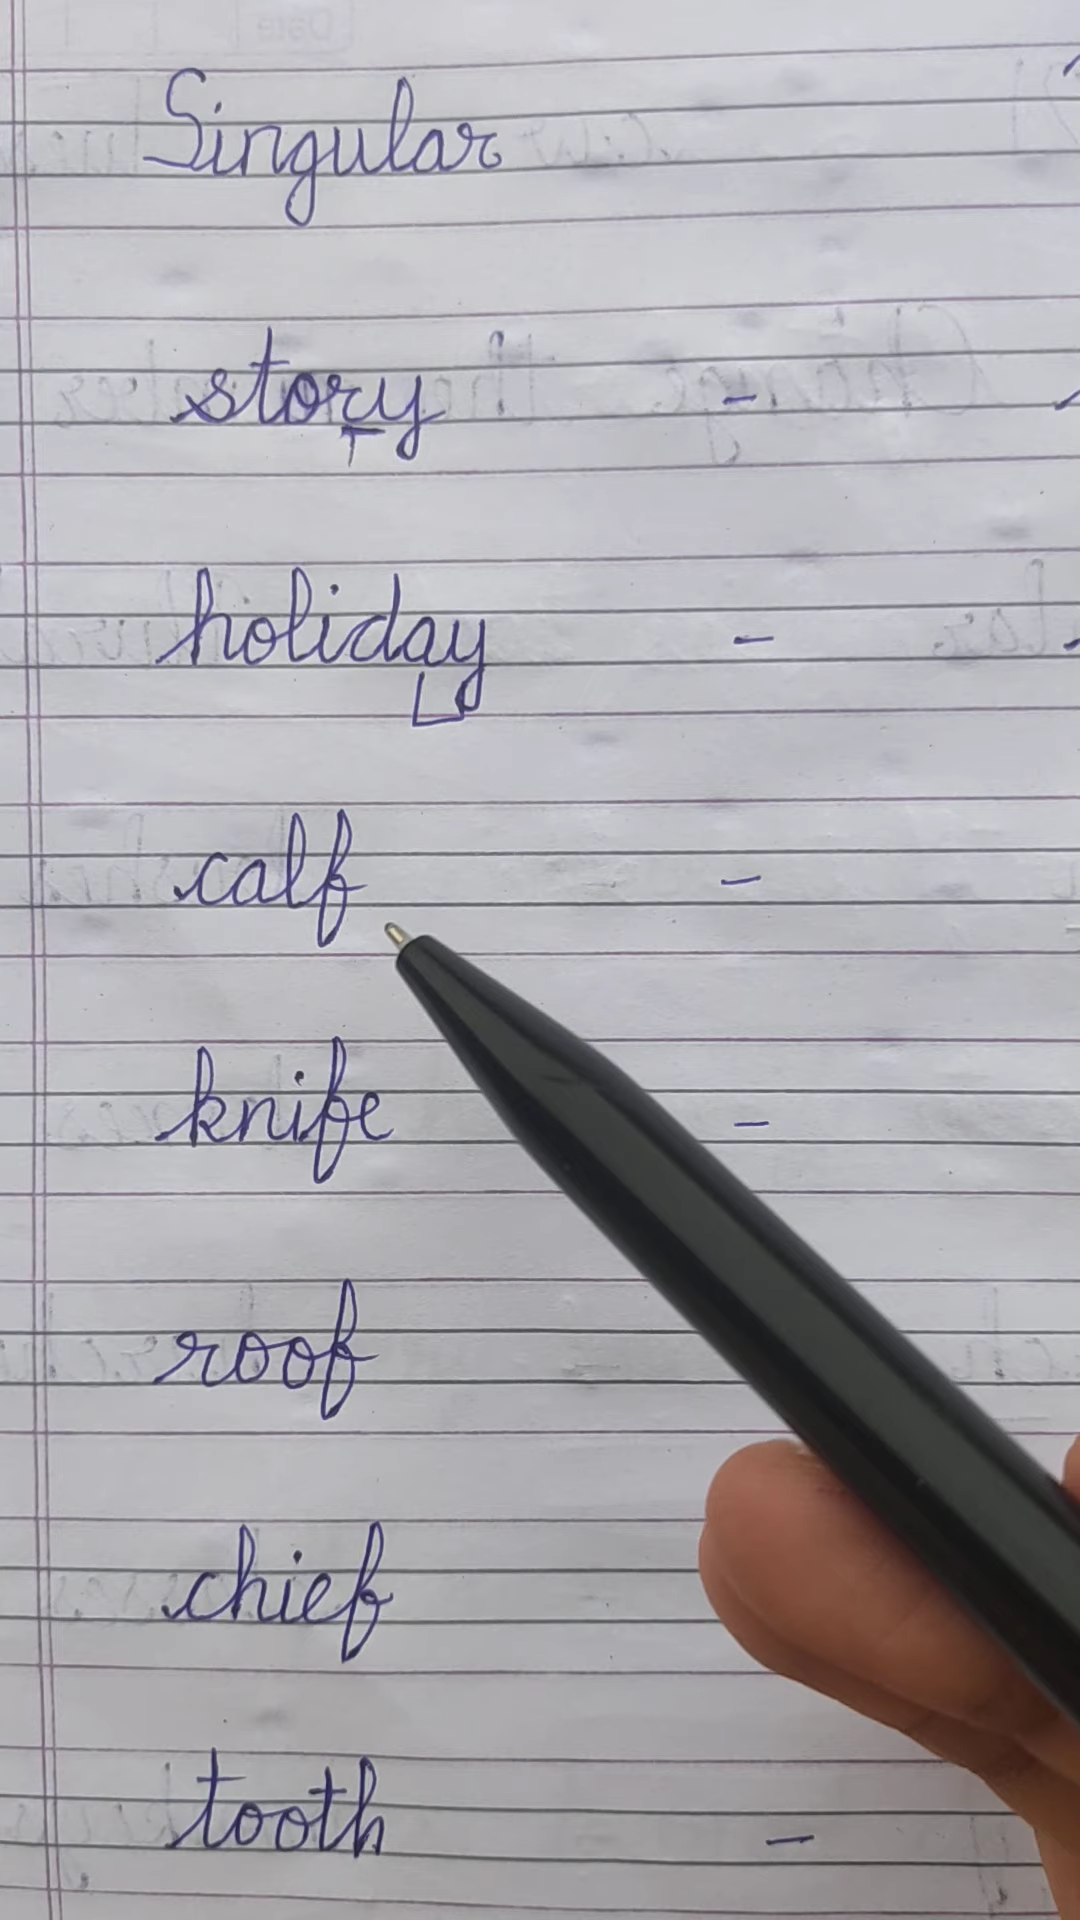 Singular
story -
holiday -
calf -
knife -
roof
chief
tooth -